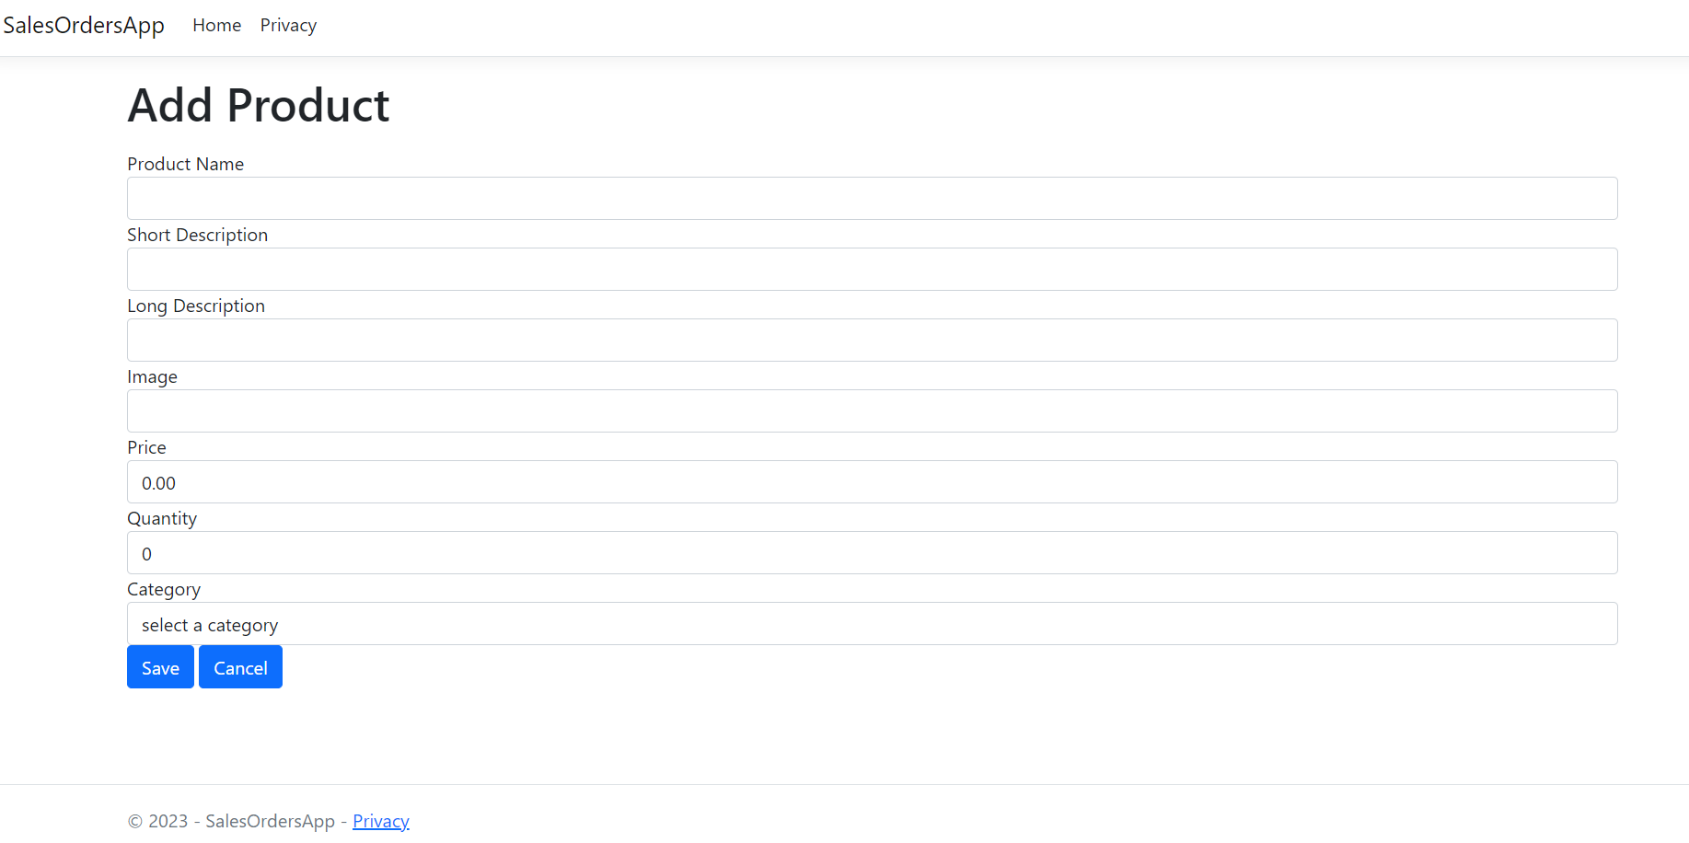 SalesOrdersApp Home Privacy
Add Product
Product Name
Short Description
Long Description
Image
Price
0.00
Quantity
0
Category
select a category
Save Cancel
© 2023 - SalesOrdersApp - Privacy